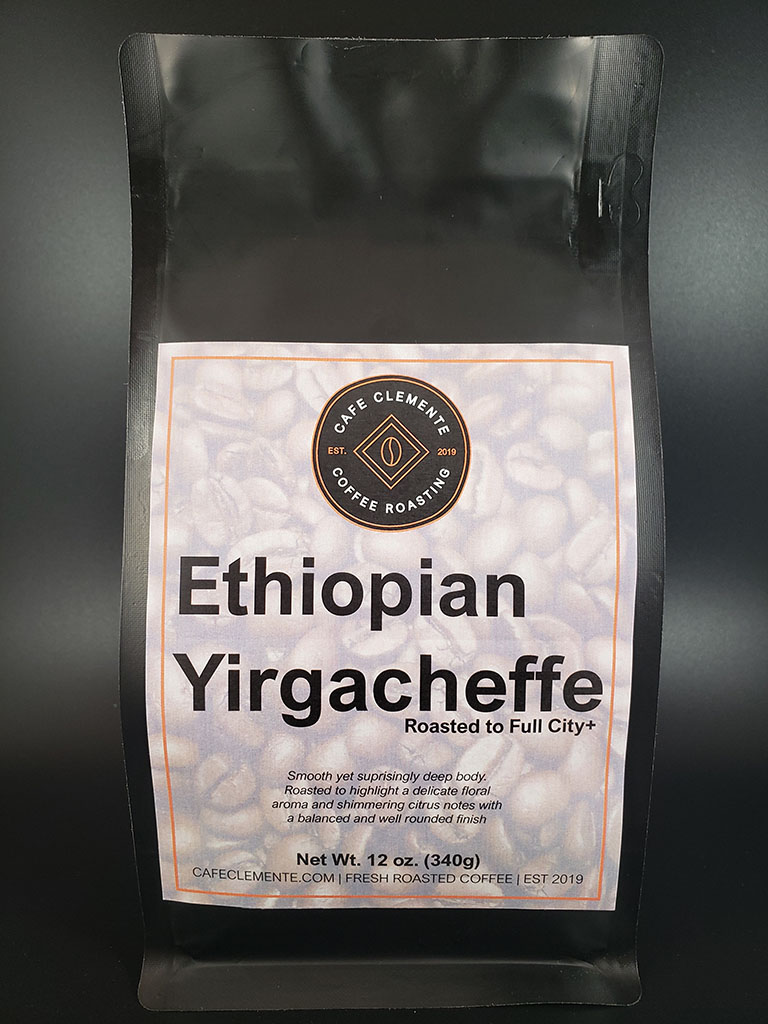 CAFE CLEMENTE
EST. 2019
COFFEE ROASTING
Ethiopian
Yirgacheffe
Roasted to Full City+
Smooth yet suprisingly deep body.
Roasted to highlight a delicate floral
aroma and shimmering citrus notes with
a balanced and well rounded finish
Net Wt. 12 oz. (340g)
CAFECLEMENTE.COM | FRESH ROASTED COFFEE | EST 2019